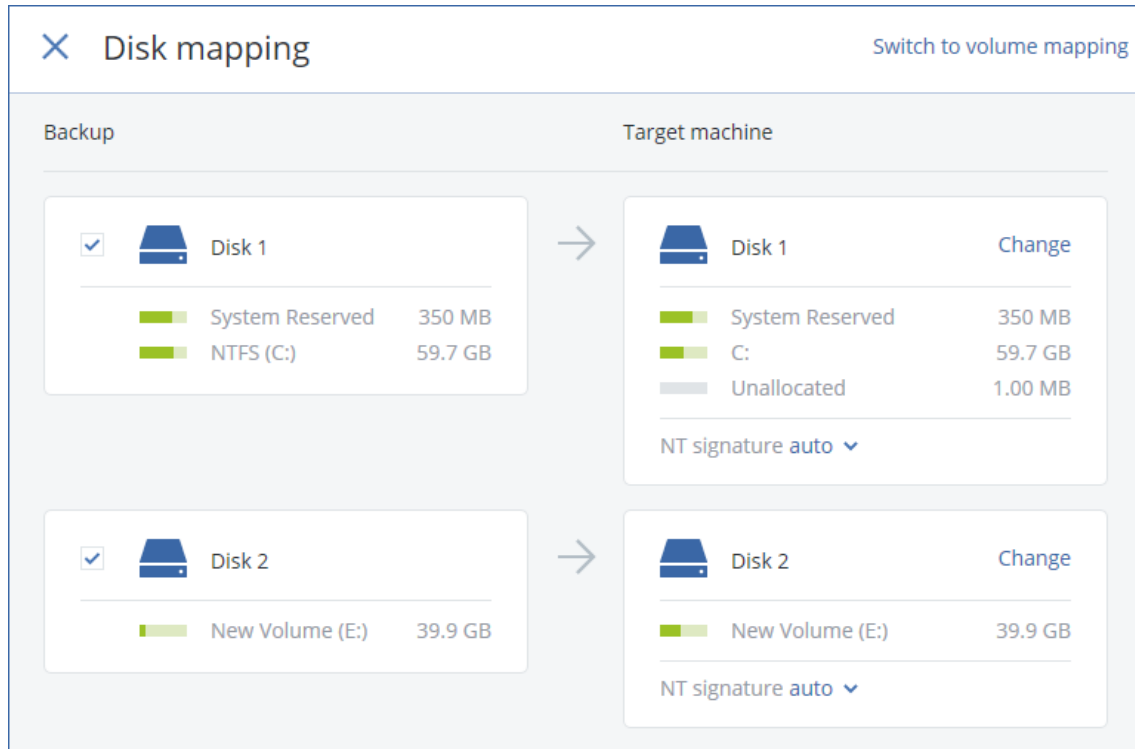 Disk mapping
Switch to volume mapping
Backup
Target machine
Disk 1
System Reserved 350 MB
NTFS (C:) 59.7 GB
Disk 1 Change
System Reserved 350 MB
C: 59.7 GB
Unallocated 1.00 MB
NT signature auto
Disk 2
New Volume (E:) 39.9 GB
Disk 2 Change
New Volume (E:) 39.9 GB
NT signature auto